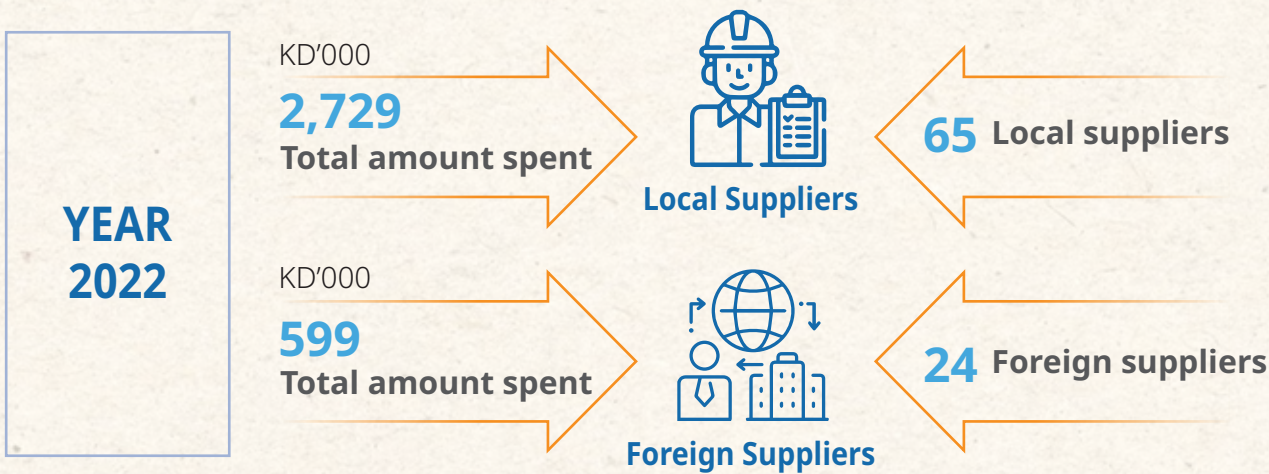 YEAR
2022
KD'000
2,729
Total amount spent
Local Suppliers
65 Local suppliers
KD'000
599
Total amount spent
Foreign Suppliers
24 Foreign suppliers